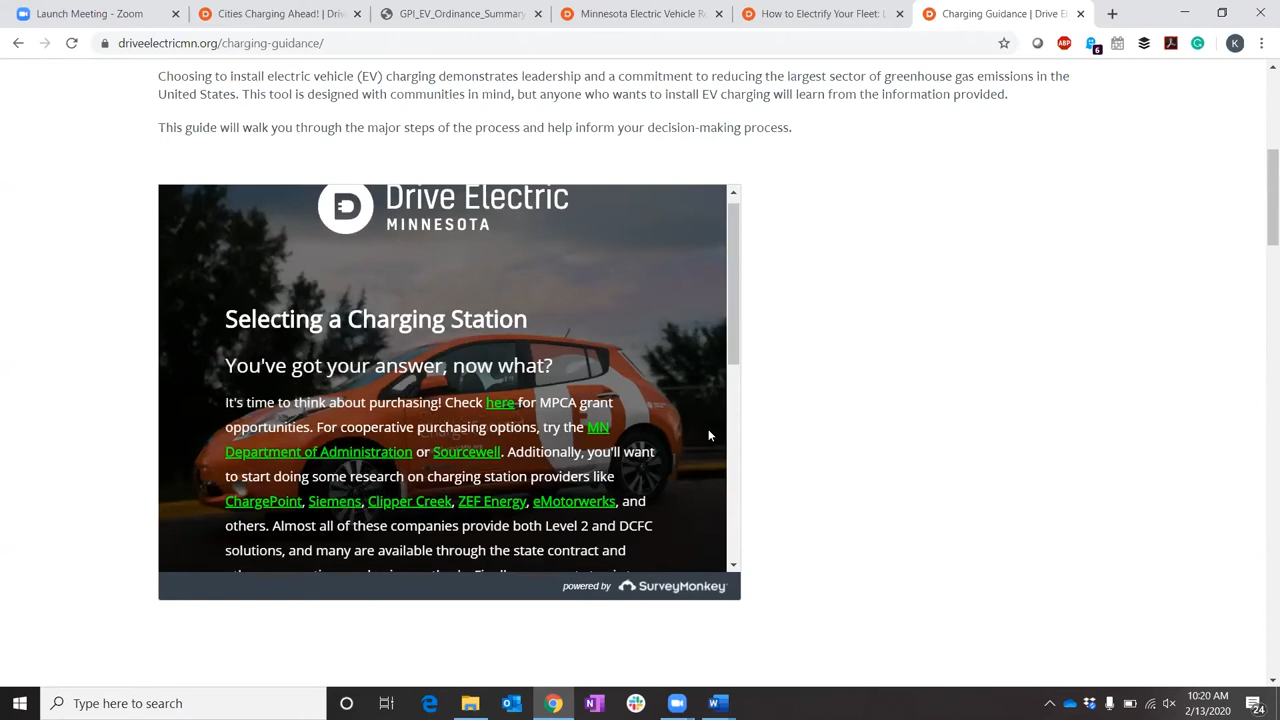 Launch Meeting - Zoom
Cities Charging Ahead! | Drive
GPI_EV_Ordinance_Summary
Minnesota Electric Vehicle R
How to Electrify Your Fleet: L
Charging Guidance | Drive El
driveelectricmn.org/charging-guidance/
ABP
6
K
Choosing to install electric vehicle (EV) charging demonstrates leadership and a commitment to reducing the largest sector of greenhouse gas emissions in the
United States. This tool is designed with communities in mind, but anyone who wants to install EV charging will learn from the information provided.
This guide will walk you through the major steps of the process and help inform your decision-making process.
Drive Electric
MINNESOTA
Selecting a Charging Station
You've got your answer, now what?
It's time to think about purchasing! Check here for MPCA grant
opportunities. For cooperative purchasing options, try the MN
Department of Administration or Sourcewell. Additionally, you'll want
to start doing some research on charging station providers like
ChargePoint, Siemens, Clipper Creek, ZEF Energy, eMotorwerks, and
others. Almost all of these companies provide both Level 2 and DCFC
solutions, and many are available through the state contract and
powered by SurveyMonkey
Type here to search
10:20 AM
2/13/2020
24